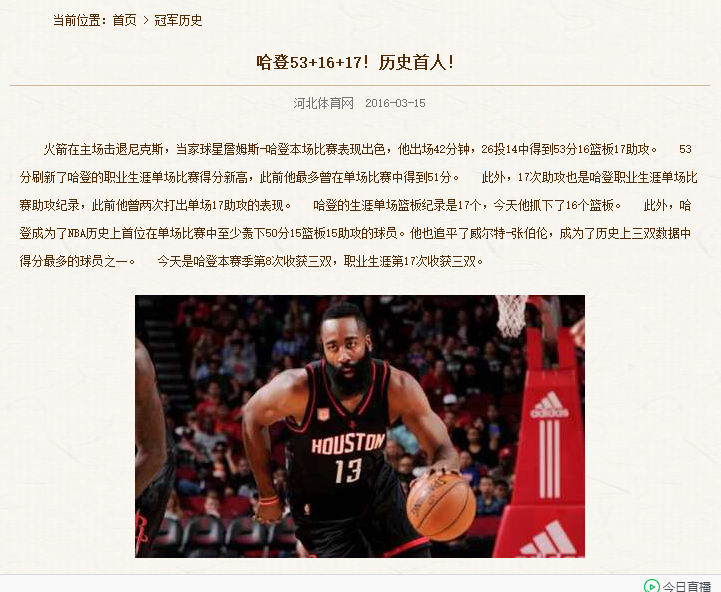 当前位置：首页 > 冠军历史
哈登53+16+17！历史首人！
河北体育网 2016-03-15
火箭在主场击退尼克斯，当家球星詹姆斯-哈登本场比赛表现出色，他出场42分钟，26投14中得到53分16篮板17助攻。 53
分刷新了哈登的职业生涯单场比赛得分新高，此前他最多曾在单场比赛中得到51分。 此外，17次助攻也是哈登职业生涯单场比
赛助攻纪录，此前他曾两次打出单场17助攻的表现。 哈登的生涯单场篮板纪录是17个，今天他抓下了16个篮板。 此外，哈
登成为了NBA历史上首位在单场比赛中至少轰下50分15篮板15助攻的球员。他也追平了威尔特-张伯伦，成为了历史上三双数据中
得分最多的球员之一。 今天是哈登本赛季第8次收获三双，职业生涯第17次收获三双。
adidas
HOUSTON
13
今日直播